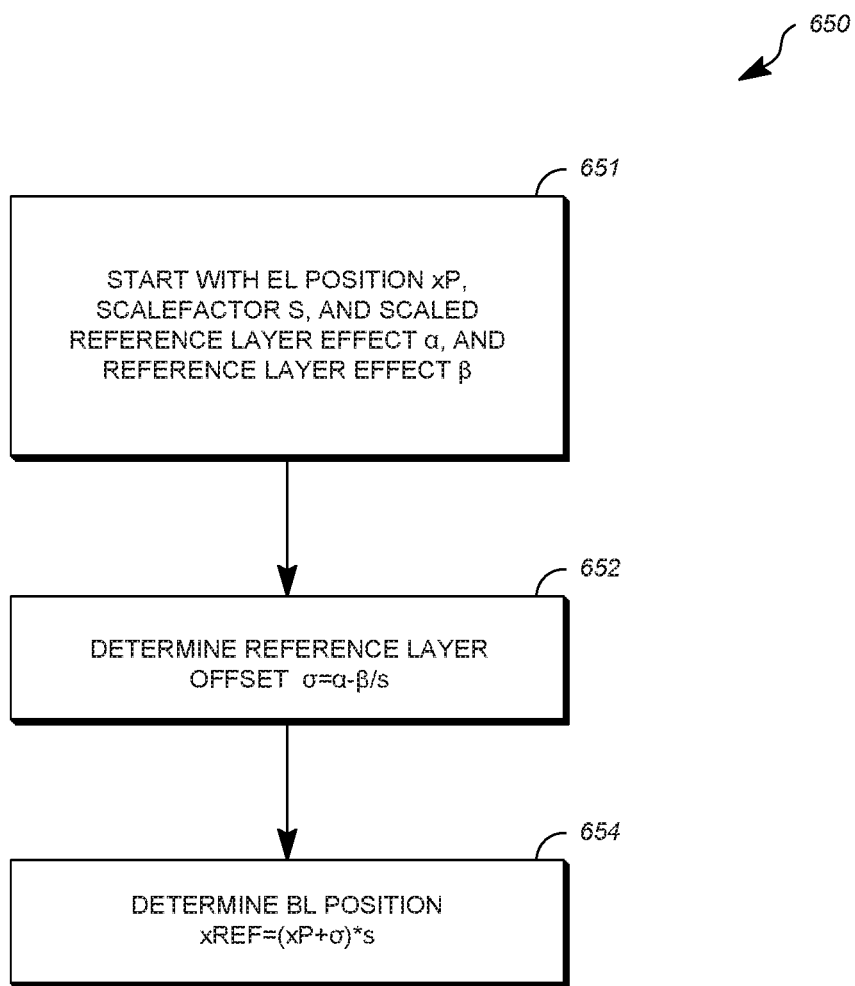 650
651
START WITH EL POSITION xP,
SCALEFACTOR S, AND SCALED
REFERENCE LAYER EFFECT α, AND
REFERENCE LAYER EFFECT β
652
DETERMINE REFERENCE LAYER
OFFSET σ=α-β/s
654
DETERMINE BL POSITION
xREF=(xP+σ)*s